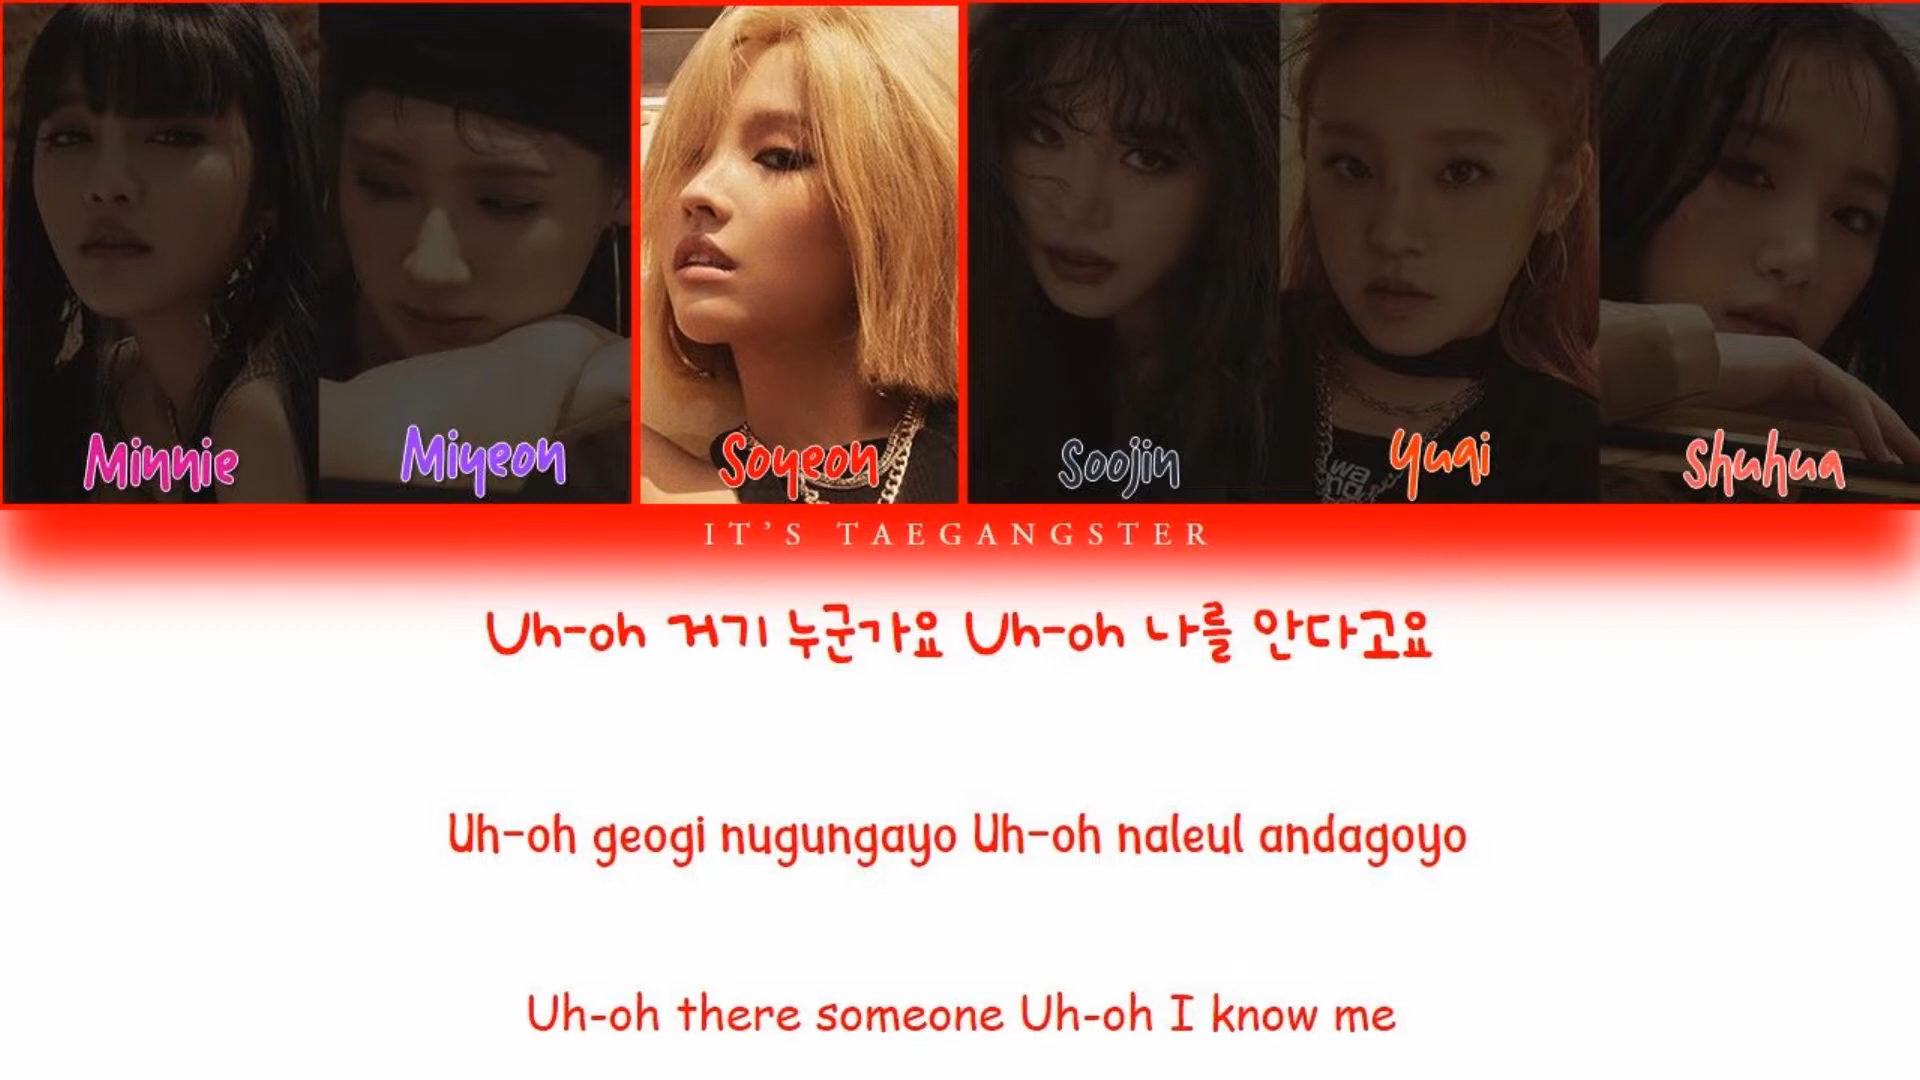 Minnie
Miyeon
Soyeon
Soojin
Yuqi
Shuhua
IT'S TAEGANGSTER
Uh-oh 거기 누군가요 Uh-oh 나를 안다고요
Uh-oh geogi nugungayo Uh-oh naleul andagoyo
Uh-oh there someone Uh-oh I know me